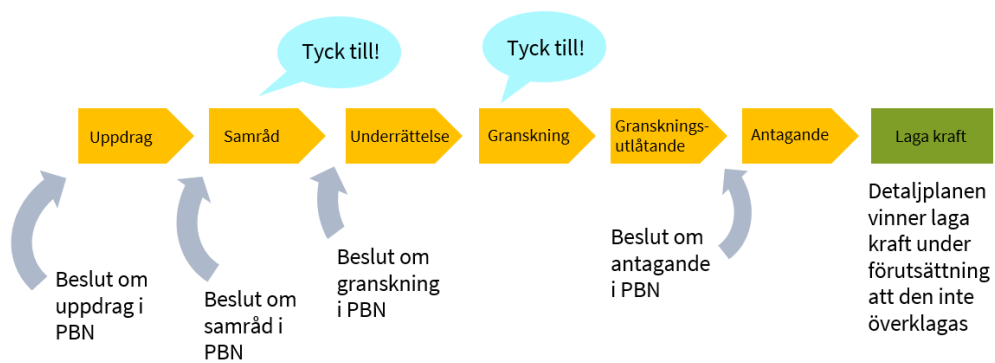 Tyck till!
Tyck till!
Uppdrag
Samråd
Underrättelse
Granskning
Gransknings-
utlåtande
Antagande
Laga kraft
Beslut om
uppdrag i
PBN
Beslut om
samråd i
PBN
Beslut om
granskning
i PBN
Beslut om
antagande
i PBN
Detaljplanen
vinner laga
kraft under
förutsättning
att den inte
överklagas